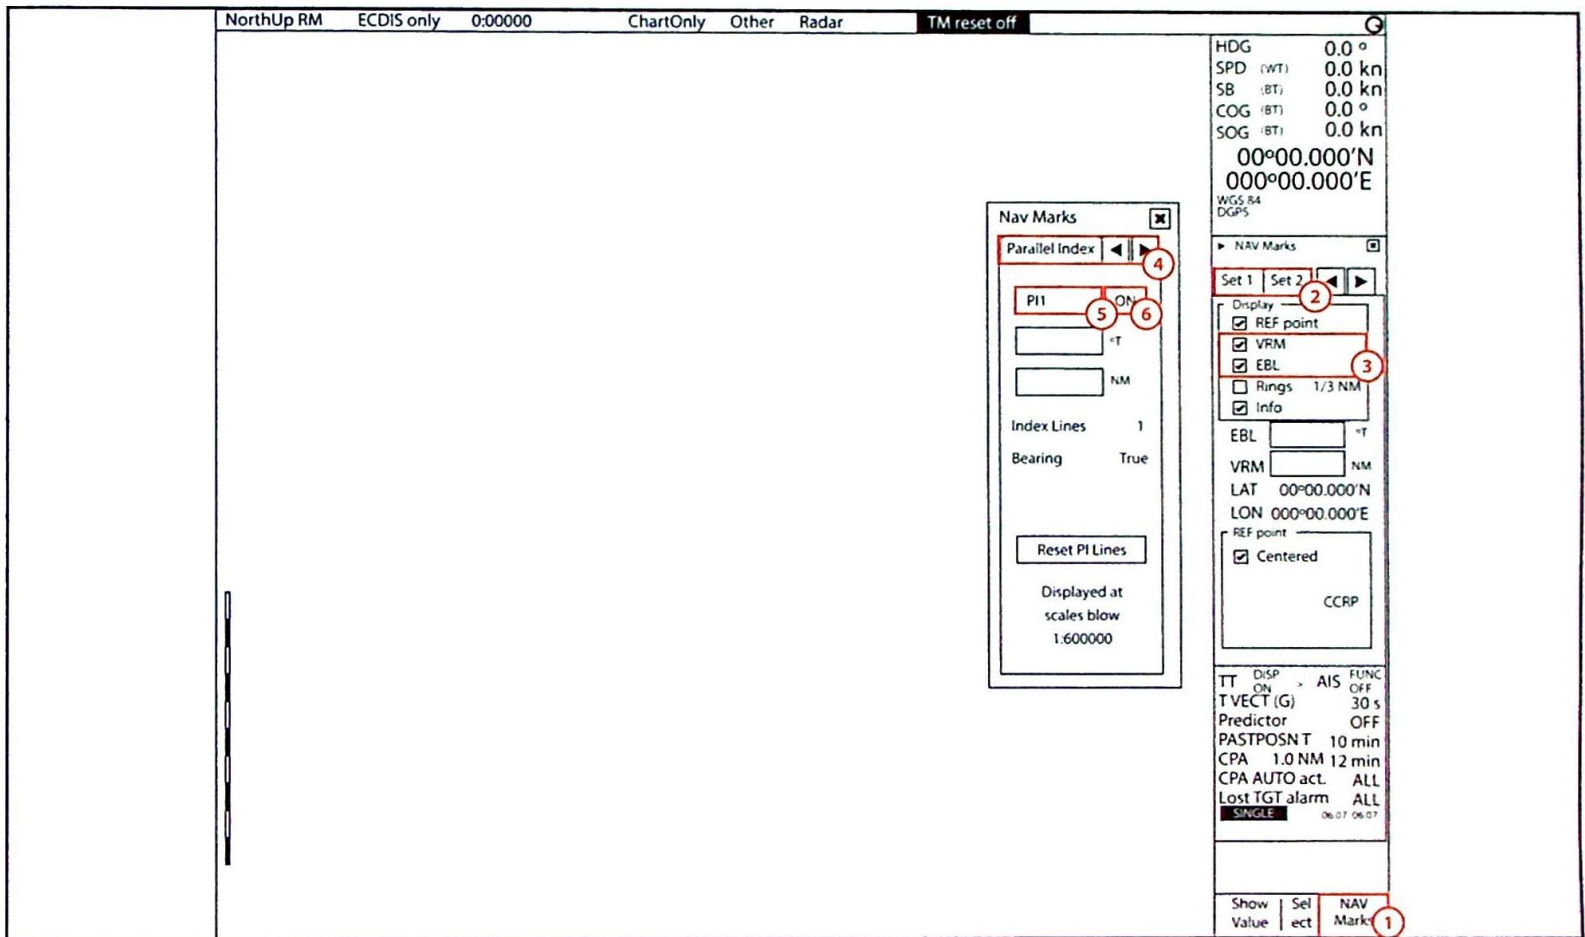 NorthUp RM ECDIS only 0:00000 ChartOnly Other Radar TM reset off
HDG 0.0 °
SPD (WT) 0.0 kn
SB (BT) 0.0 kn
COG (BT) 0.0 °
SOG (BT) 0.0 kn
00°00.000'N
000°00.000'E
WGS 84
DGPS
Nav Marks
Parallel Index
4
PI1 ON
5 6
°T
NM
Index Lines 1
Bearing True
Reset PI Lines
Displayed at
scales blow
1:600000
NAV Marks
Set 1 Set 2
2
Display
REF point
VRM
EBL
3
Rings 1/3 NM
Info
EBL °T
VRM NM
LAT 00°00.000'N
LON 000°00.000'E
REF point
Centered
CCRP
TT DISP ON AIS FUNC OFF
T VECT (G) 30 s
Predictor OFF
PASTPOSN T 10 min
CPA 1.0 NM 12 min
CPA AUTO act. ALL
Lost TGT alarm ALL
SINGLE 06.07 06.07
Show Value
Sel ect
NAV Marks
1